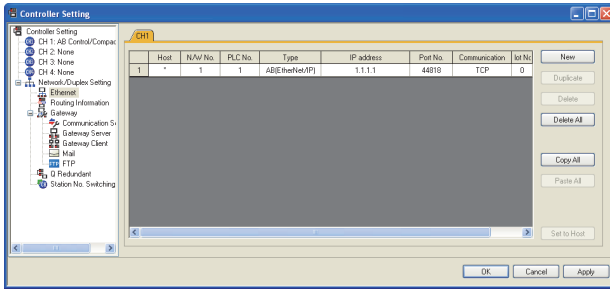 Controller Setting
Controller Setting
CH 1: AB Control/Compac
CH 2: None
CH 3: None
CH 4: None
Network/Duplex Setting
Ethernet
Routing Information
Gateway
Communication S
Gateway Server
Gateway Client
Mail
FTP
Q Redundant
Station No. Switching
CH1
Host N/W No. PLC No. Type IP address Port No. Communication lot No
1 * 1 1 AB(EtherNet/IP) 1.1.1.1 44818 TCP 0
New
Duplicate
Delete
Delete All
Copy All
Paste All
Set to Host
OK Cancel Apply